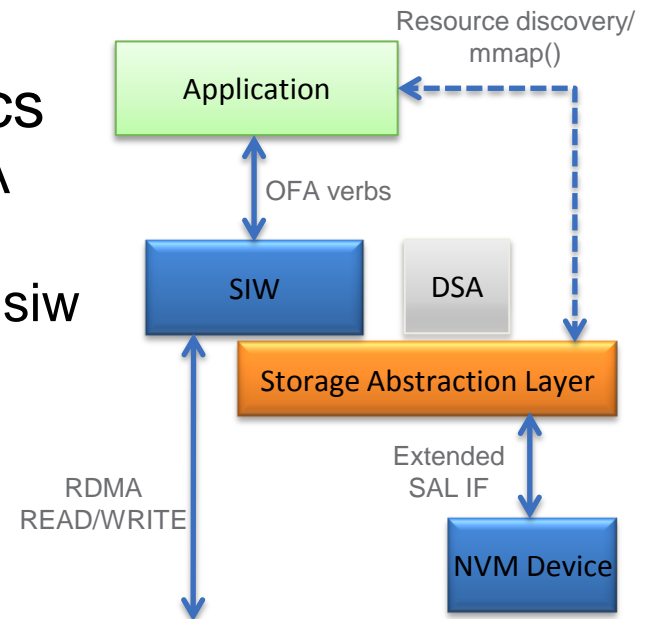 Resource discovery/
mmap()
Application
cs
A
OFA verbs
siw
SIW
DSA
Storage Abstraction Layer
Extended
SAL IF
RDMA
READ/WRITE
NVM Device